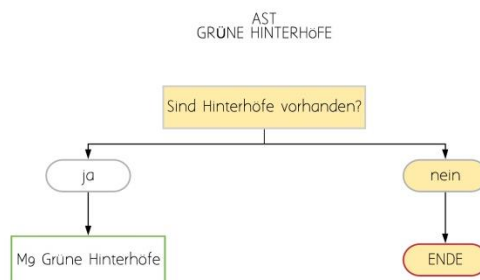 AST
GRÜNE HINTERHÖFE
Sind Hinterhöfe vorhanden?
ja
nein
M9 Grüne Hinterhöfe
ENDE